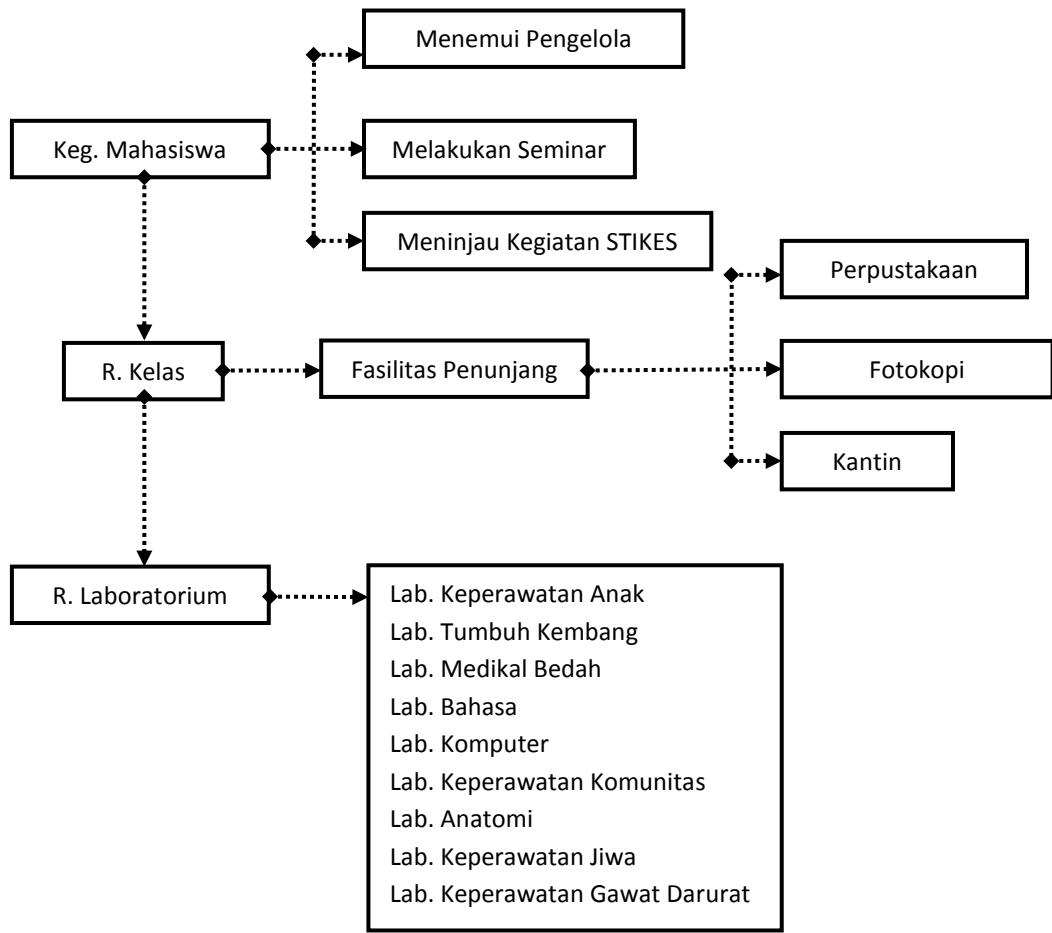 Menemui Pengelola
Keg. Mahasiswa
Melakukan Seminar
Meninjau Kegiatan STIKES
Perpustakaan
R. Kelas
Fasilitas Penunjang
Fotokopi
Kantin
R. Laboratorium
Lab. Keperawatan Anak
Lab. Tumbuh Kembang
Lab. Medikal Bedah
Lab. Bahasa
Lab. Komputer
Lab. Keperawatan Komunitas
Lab. Anatomi
Lab. Keperawatan Jiwa
Lab. Keperawatan Gawat Darurat